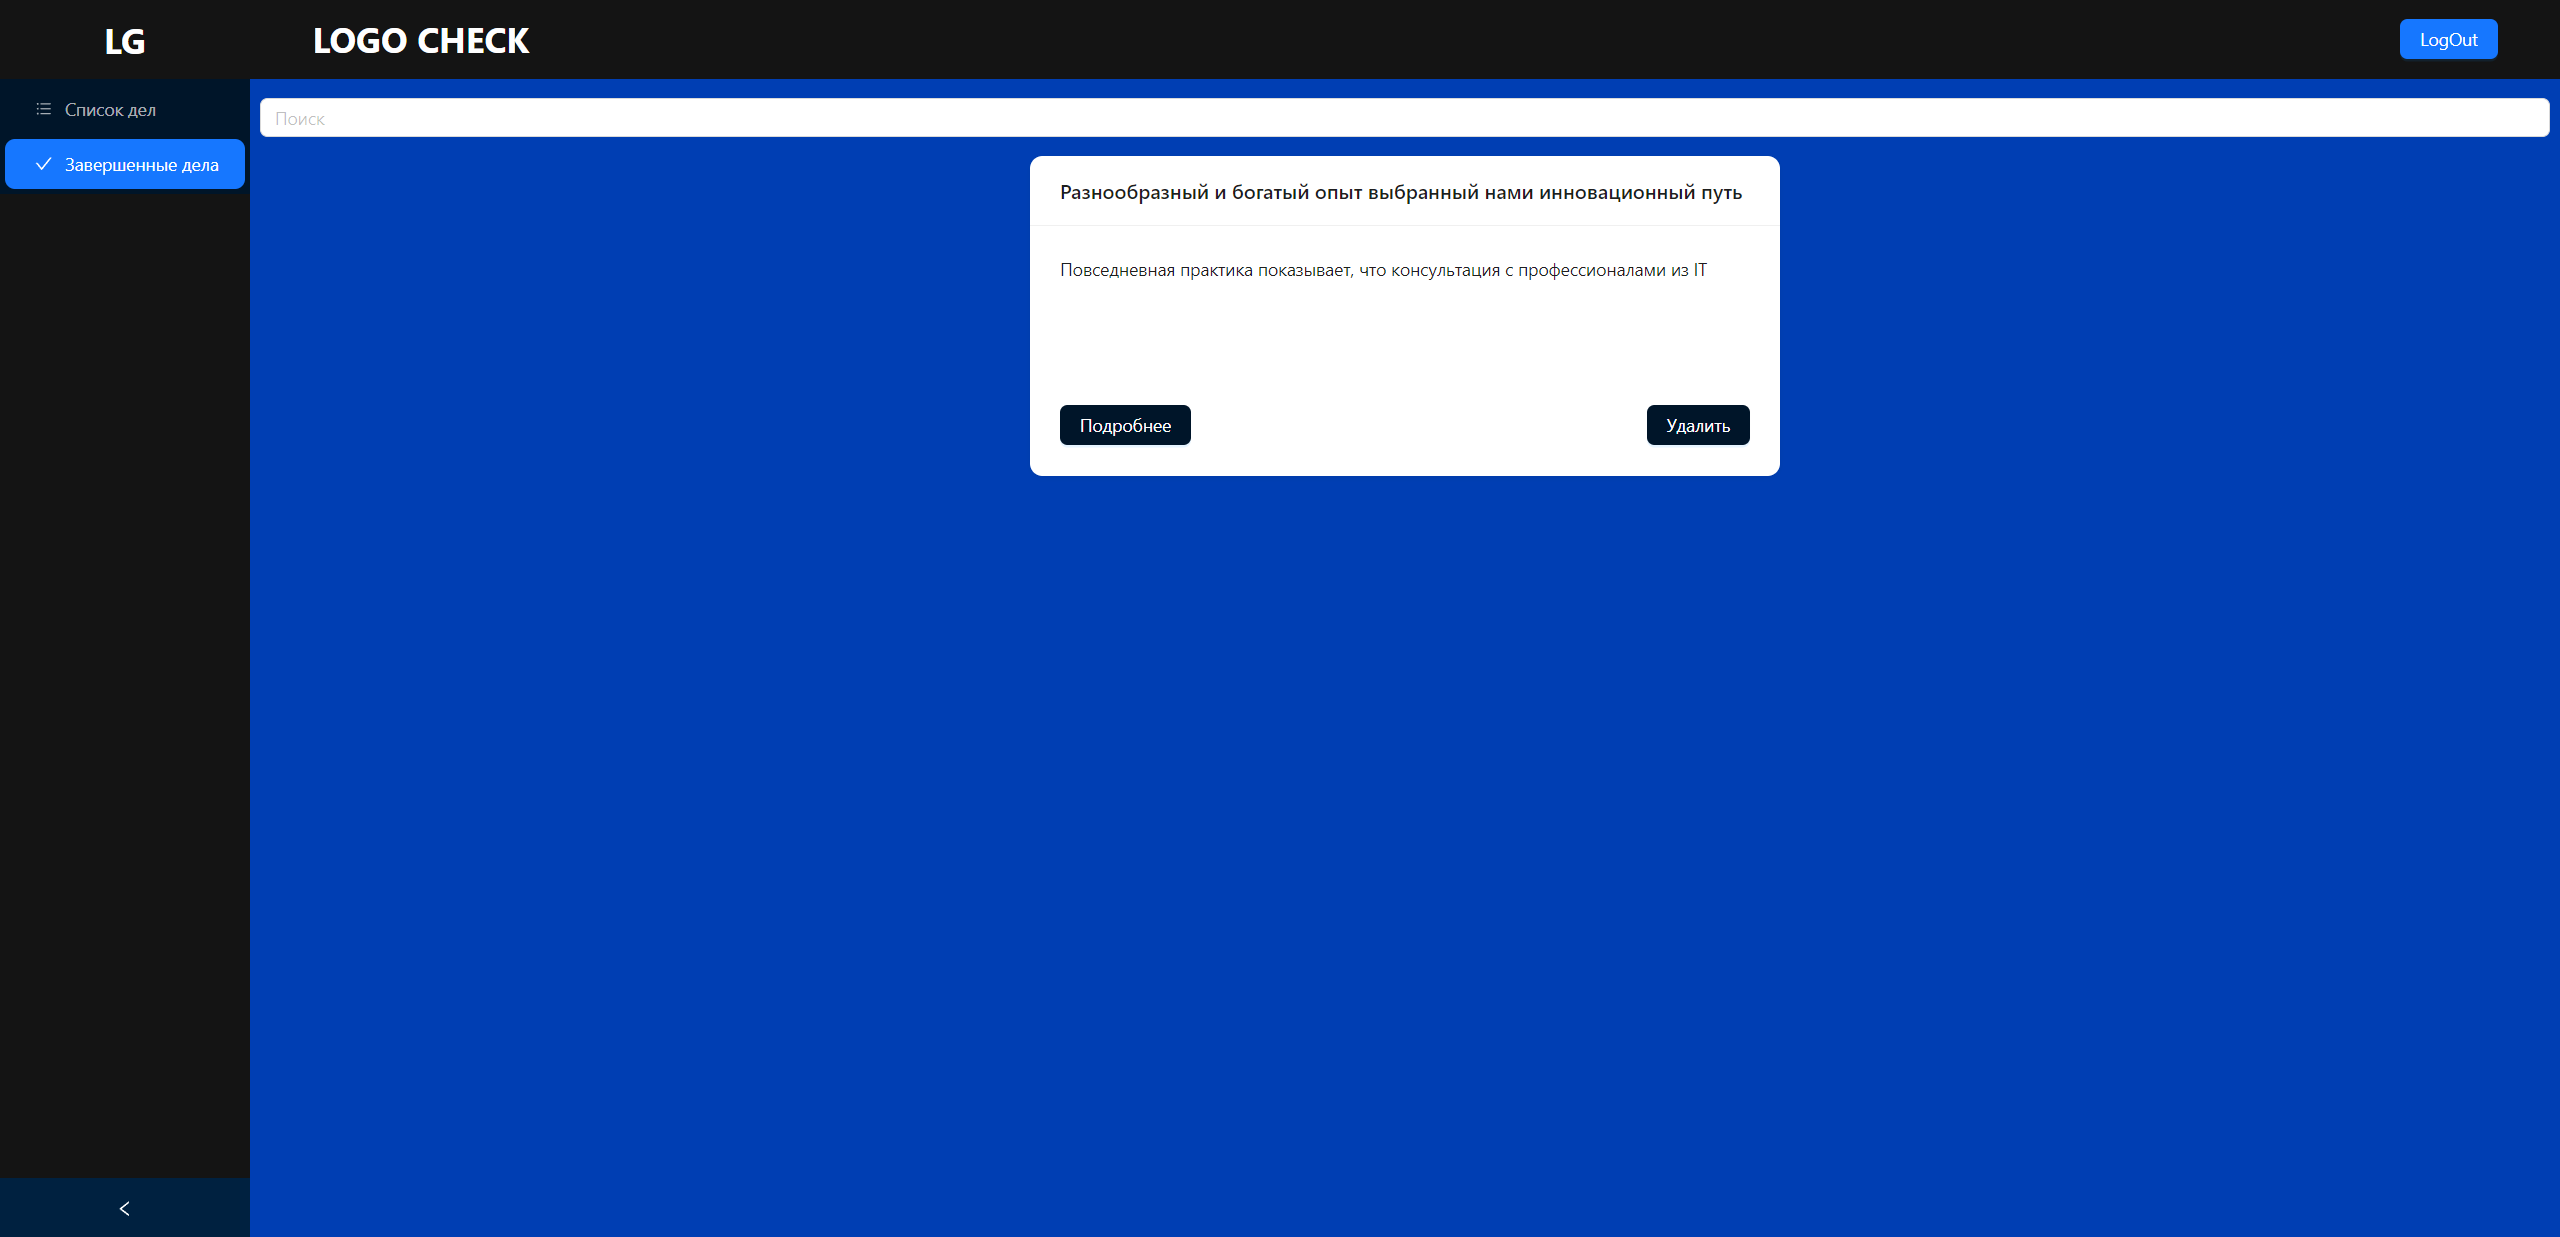 LG
LOGO CHECK
LogOut
Список дел
Завершенные дела
Поиск
Разнообразный и богатый опыт выбранный нами инновационный путь
Повседневная практика показывает, что консультация с профессионалами из IT
Подробнее
Удалить